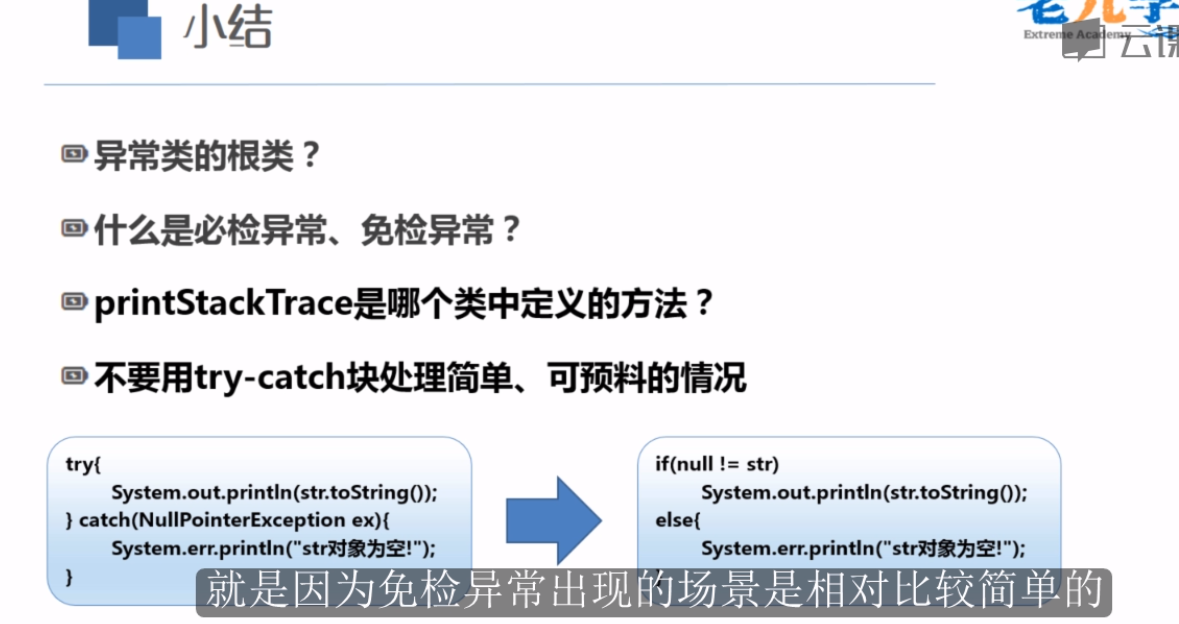 小结
Extreme Academy
云课
异常类的根类？
什么是必检异常、免检异常？
printStackTrace是哪个类中定义的方法？
不要用try-catch块处理简单、可预料的情况
try{
System.out.println(str.toString());
} catch(NullPointerException ex){
System.err.println("str对象为空!");
}
if(null != str)
System.out.println(str.toString());
else{
System.err.println("str对象为空!");
就是因为免检异常出现的场景是相对比较简单的